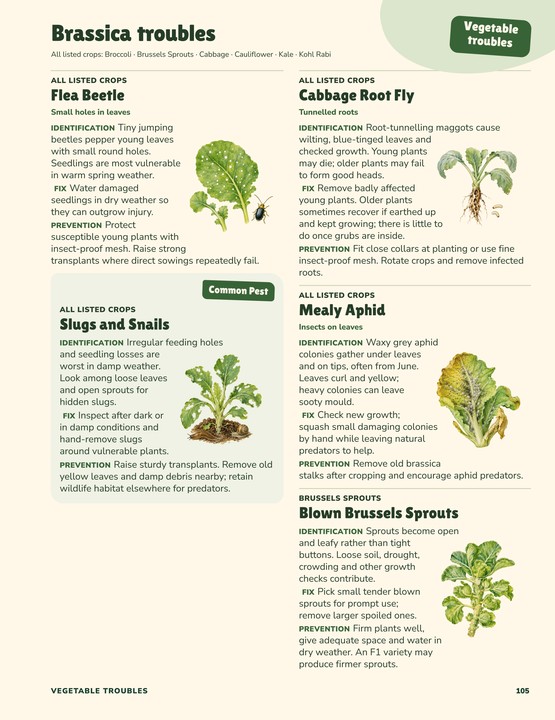 Brassica troubles
Vegetable
troubles
All listed crops: Broccoli · Brussels Sprouts · Cabbage · Cauliflower · Kale · Kohl Rabi
ALL LISTED CROPS
Flea Beetle
Small holes in leaves
IDENTIFICATION Tiny jumping
beetles pepper young leaves
with small round holes.
Seedlings are most vulnerable
in warm spring weather.
FIX Water damaged
seedlings in dry weather so
they can outgrow injury.
PREVENTION Protect
susceptible young plants with
insect-proof mesh. Raise strong
transplants where direct sowings repeatedly fail.
Common Pest
ALL LISTED CROPS
Slugs and Snails
IDENTIFICATION Irregular feeding holes
and seedling losses are
worst in damp weather.
Look among loose leaves
and open sprouts for
hidden slugs.
FIX Inspect after dark or
in damp conditions and
hand-remove slugs
around vulnerable plants.
PREVENTION Raise sturdy transplants. Remove old
yellow leaves and damp debris nearby; retain
wildlife habitat elsewhere for predators.
ALL LISTED CROPS
Cabbage Root Fly
Tunnelled roots
IDENTIFICATION Root-tunnelling maggots cause
wilting, blue-tinged leaves and
checked growth. Young plants
may die; older plants may fail
to form good heads.
FIX Remove badly affected
young plants. Older plants
sometimes recover if earthed up
and kept growing; there is little to
do once grubs are inside.
PREVENTION Fit close collars at planting or use fine
insect-proof mesh. Rotate crops and remove infected
roots.
ALL LISTED CROPS
Mealy Aphid
Insects on leaves
IDENTIFICATION Waxy grey aphid
colonies gather under leaves
and on tips, often from June.
Leaves curl and yellow;
heavy colonies can leave
sooty mould.
FIX Check new growth;
squash small damaging colonies
by hand while leaving natural
predators to help.
PREVENTION Remove old brassica
stalks after cropping and encourage aphid predators.
BRUSSELS SPROUTS
Blown Brussels Sprouts
IDENTIFICATION Sprouts become open
and leafy rather than tight
buttons. Loose soil, drought,
crowding and other growth
checks contribute.
FIX Pick small tender blown
sprouts for prompt use;
remove larger spoiled ones.
PREVENTION Firm plants well,
give adequate space and water in
dry weather. An F1 variety may
produce firmer sprouts.
VEGETABLE TROUBLES
105